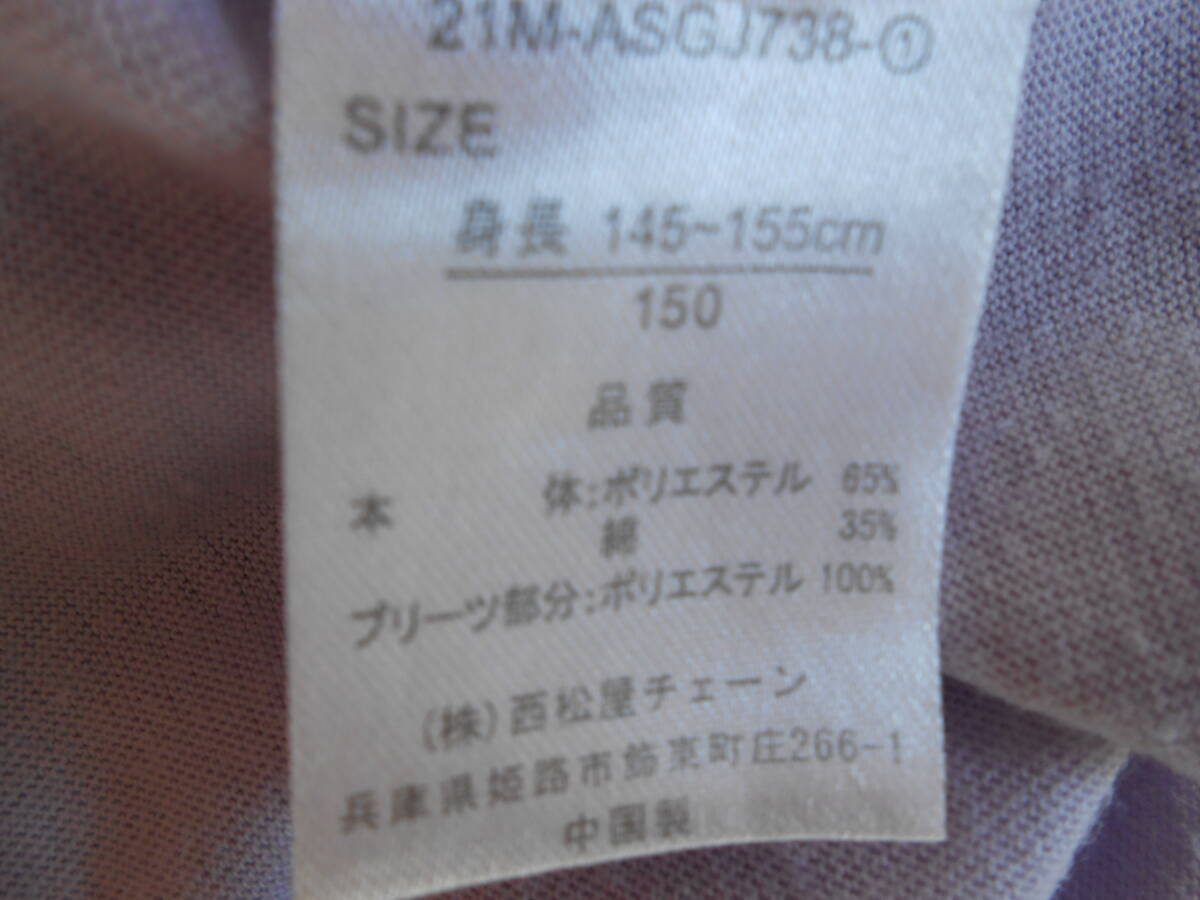 21M-ASGJ738-①
SIZE
身長 145~155cm
150
品質
本 体:ポリエステル 65%
綿 35%
プリーツ部分:ポリエステル 100%
(株)西松屋チェーン
兵庫県姫路市飾東町庄266-1
中国製